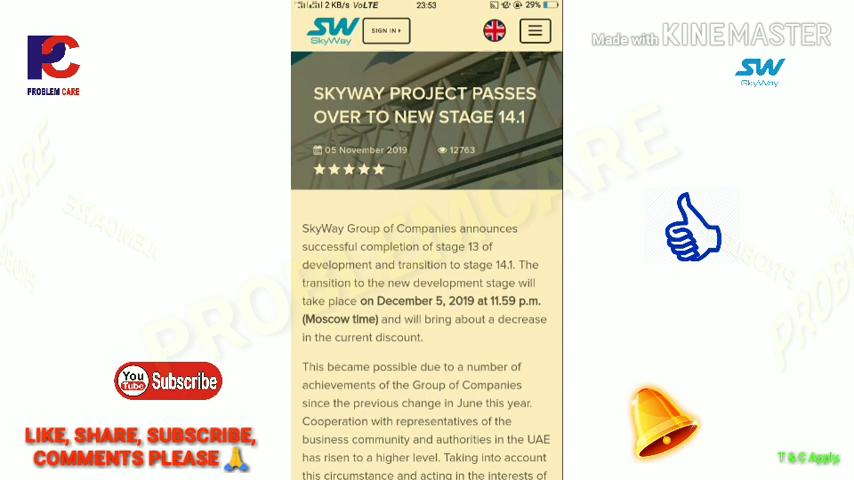 2 KB/s VoLTE 23:53 29%
SW
SkyWay
SIGN IN
Made with KINEMASTER
PC
PROBLEM CARE
SW
SkyWay
SKYWAY PROJECT PASSES
OVER TO NEW STAGE 14.1
05 November 2019 12763
SkyWay Group of Companies announces
successful completion of stage 13 of
development and transition to stage 14.1. The
transition to the new development stage will
take place on December 5, 2019 at 11.59 p.m.
(Moscow time) and will bring about a decrease
in the current discount.
This became possible due to a number of
achievements of the Group of Companies
since the previous change in June this year.
Cooperation with representatives of the
business community and authorities in the UAE
has risen to a higher level. Taking into account
this circumstance and acting in the interests of
You Tube Subscribe
LIKE, SHARE, SUBSCRIBE,
COMMENTS PLEASE 🙏
T & C Apply.
PROBLEMCARE